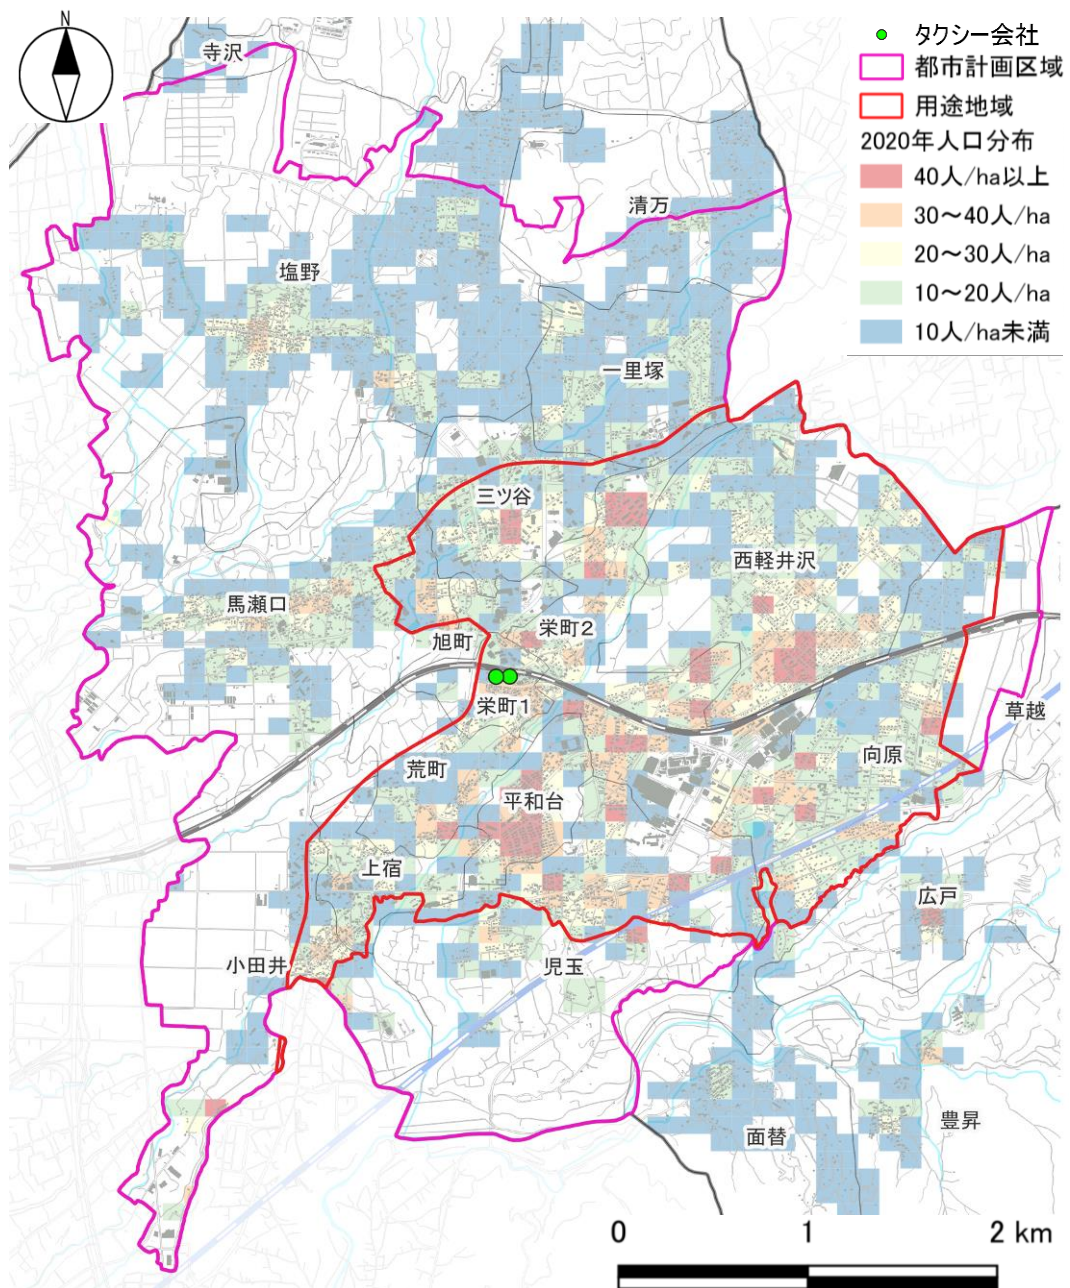 N
寺沢
タクシー会社
都市計画区域
用途地域
2020年人口分布
40人/ha以上
30~40人/ha
20~30人/ha
10~20人/ha
10人/ha未満
清万
塩野
一里塚
三ツ谷
西軽井沢
馬瀬口
旭町
栄町2
栄町1
草越
向原
荒町
平和台
上宿
広戸
小田井
児玉
面替
豊昇
0 1 2 km